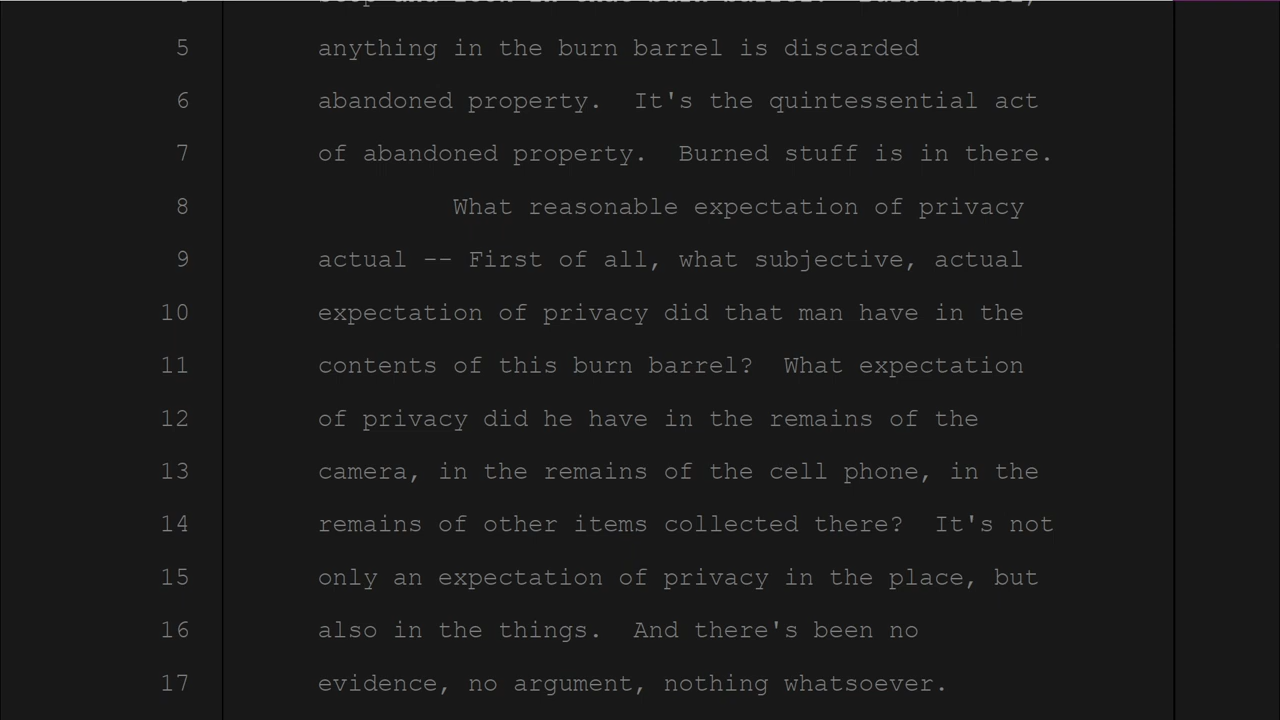 5 anything in the burn barrel is discarded
6 abandoned property. It's the quintessential act
7 of abandoned property. Burned stuff is in there.
8 What reasonable expectation of privacy
9 actual -- First of all, what subjective, actual
10 expectation of privacy did that man have in the
11 contents of this burn barrel? What expectation
12 of privacy did he have in the remains of the
13 camera, in the remains of the cell phone, in the
14 remains of other items collected there? It's not
15 only an expectation of privacy in the place, but
16 also in the things. And there's been no
17 evidence, no argument, nothing whatsoever.